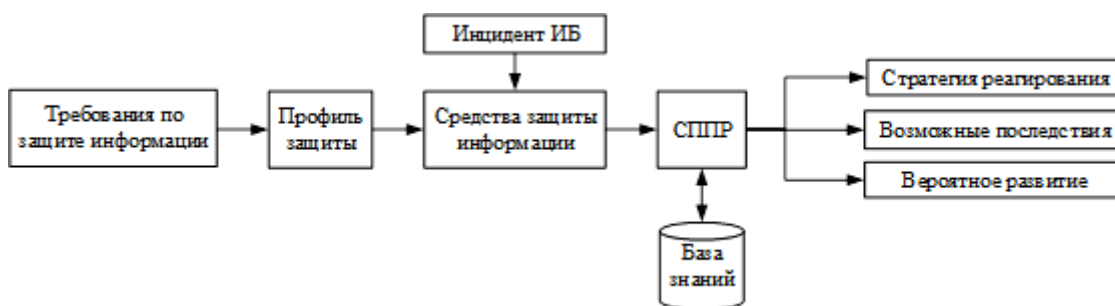 Инцидент ИБ
Требования по
защите информации
Профиль
защиты
Средства защиты
информации
СППР
Стратегия реагирования
Возможные последствия
Вероятное развитие
База
знаний